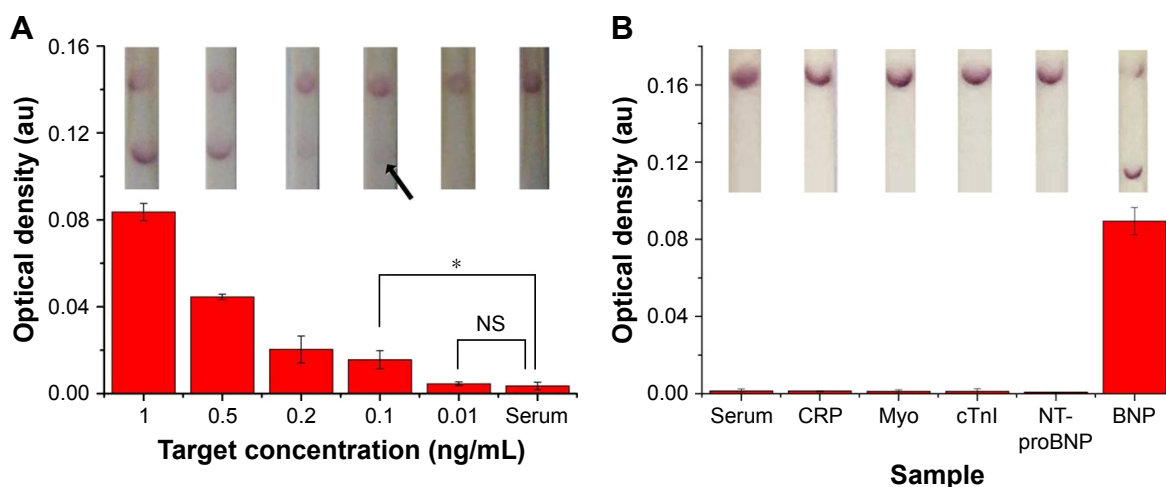 A
Optical density (au)
0.16
0.12
0.08
0.04
0.00
*
NS
1 0.5 0.2 0.1 0.01 Serum
Target concentration (ng/mL)
B
Optical density (au)
0.16
0.12
0.08
0.04
0.00
Serum CRP Myo cTnI NT- BNP
proBNP
Sample